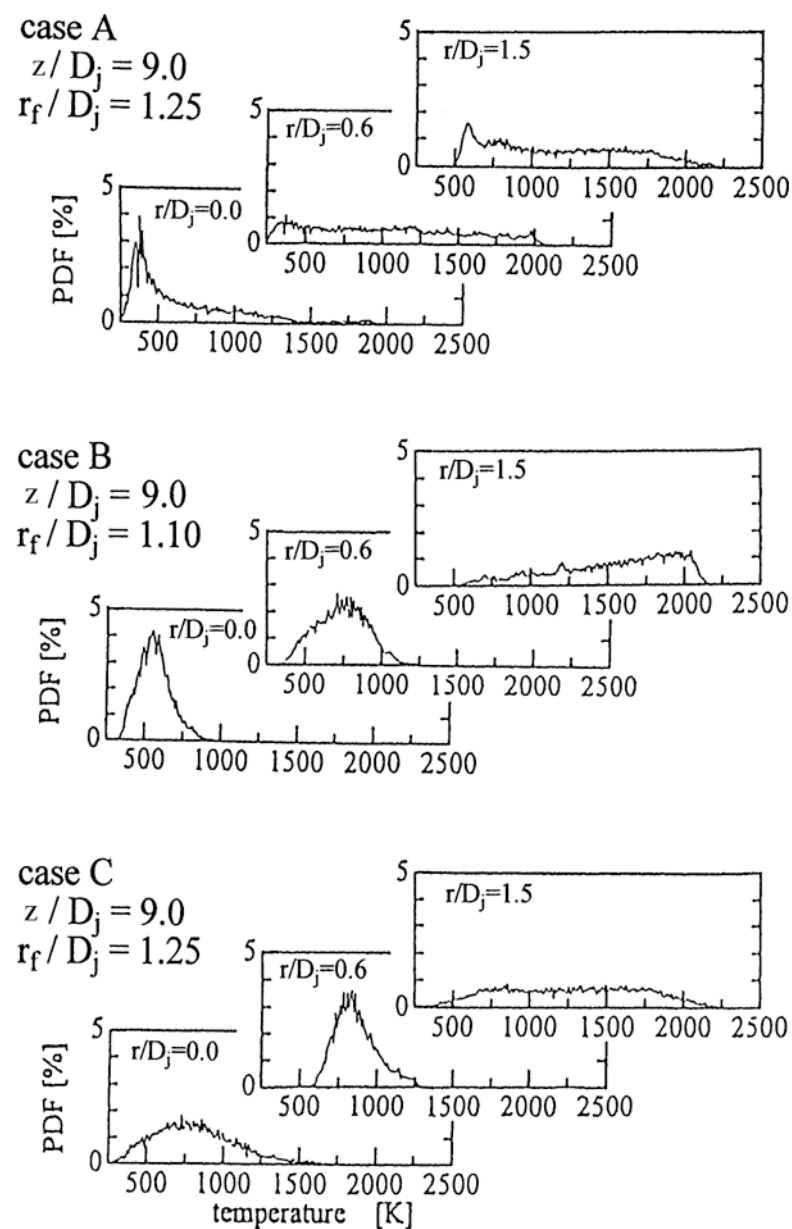 case A
z / Dj = 9.0
rf / Dj = 1.25
5
r/Dj=1.5
0
500 1000 1500 2000 2500
5
r/Dj=0.6
0
500 1000 1500 2000 2500
5
r/Dj=0.0
PDF [%]
0
500 1000 1500 2000 2500
case B
z / Dj = 9.0
rf / Dj = 1.10
5
r/Dj=1.5
0
500 1000 1500 2000 2500
5
r/Dj=0.6
0
500 1000 1500 2000 2500
5
r/Dj=0.0
PDF [%]
0
500 1000 1500 2000 2500
case C
z / Dj = 9.0
rf / Dj = 1.25
5
r/Dj=1.5
0
500 1000 1500 2000 2500
5
r/Dj=0.6
0
500 1000 1500 2000 2500
5
r/Dj=0.0
PDF [%]
0
500 1000 1500 2000 2500
temperature [K]